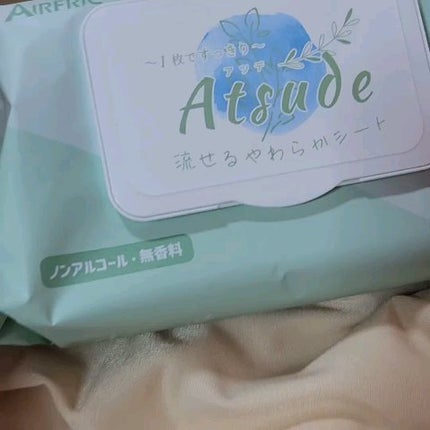 AIRFRI
〜1枚ですっきり〜
アツデ
Atsude
流せるやわらかシート
ノンアルコール・無香料